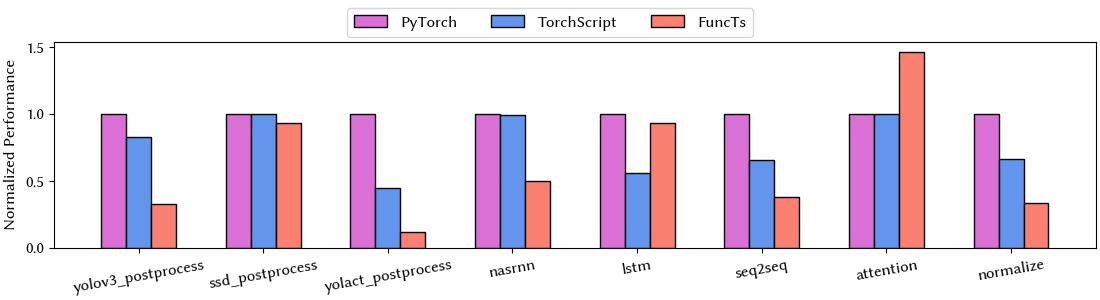 PyTorch TorchScript FuncTs
Normalized Performance
1.5
1.0
0.5
0.0
yolov3_postprocess ssd_postprocess yolact_postprocess nasrnn lstm seq2seq attention normalize